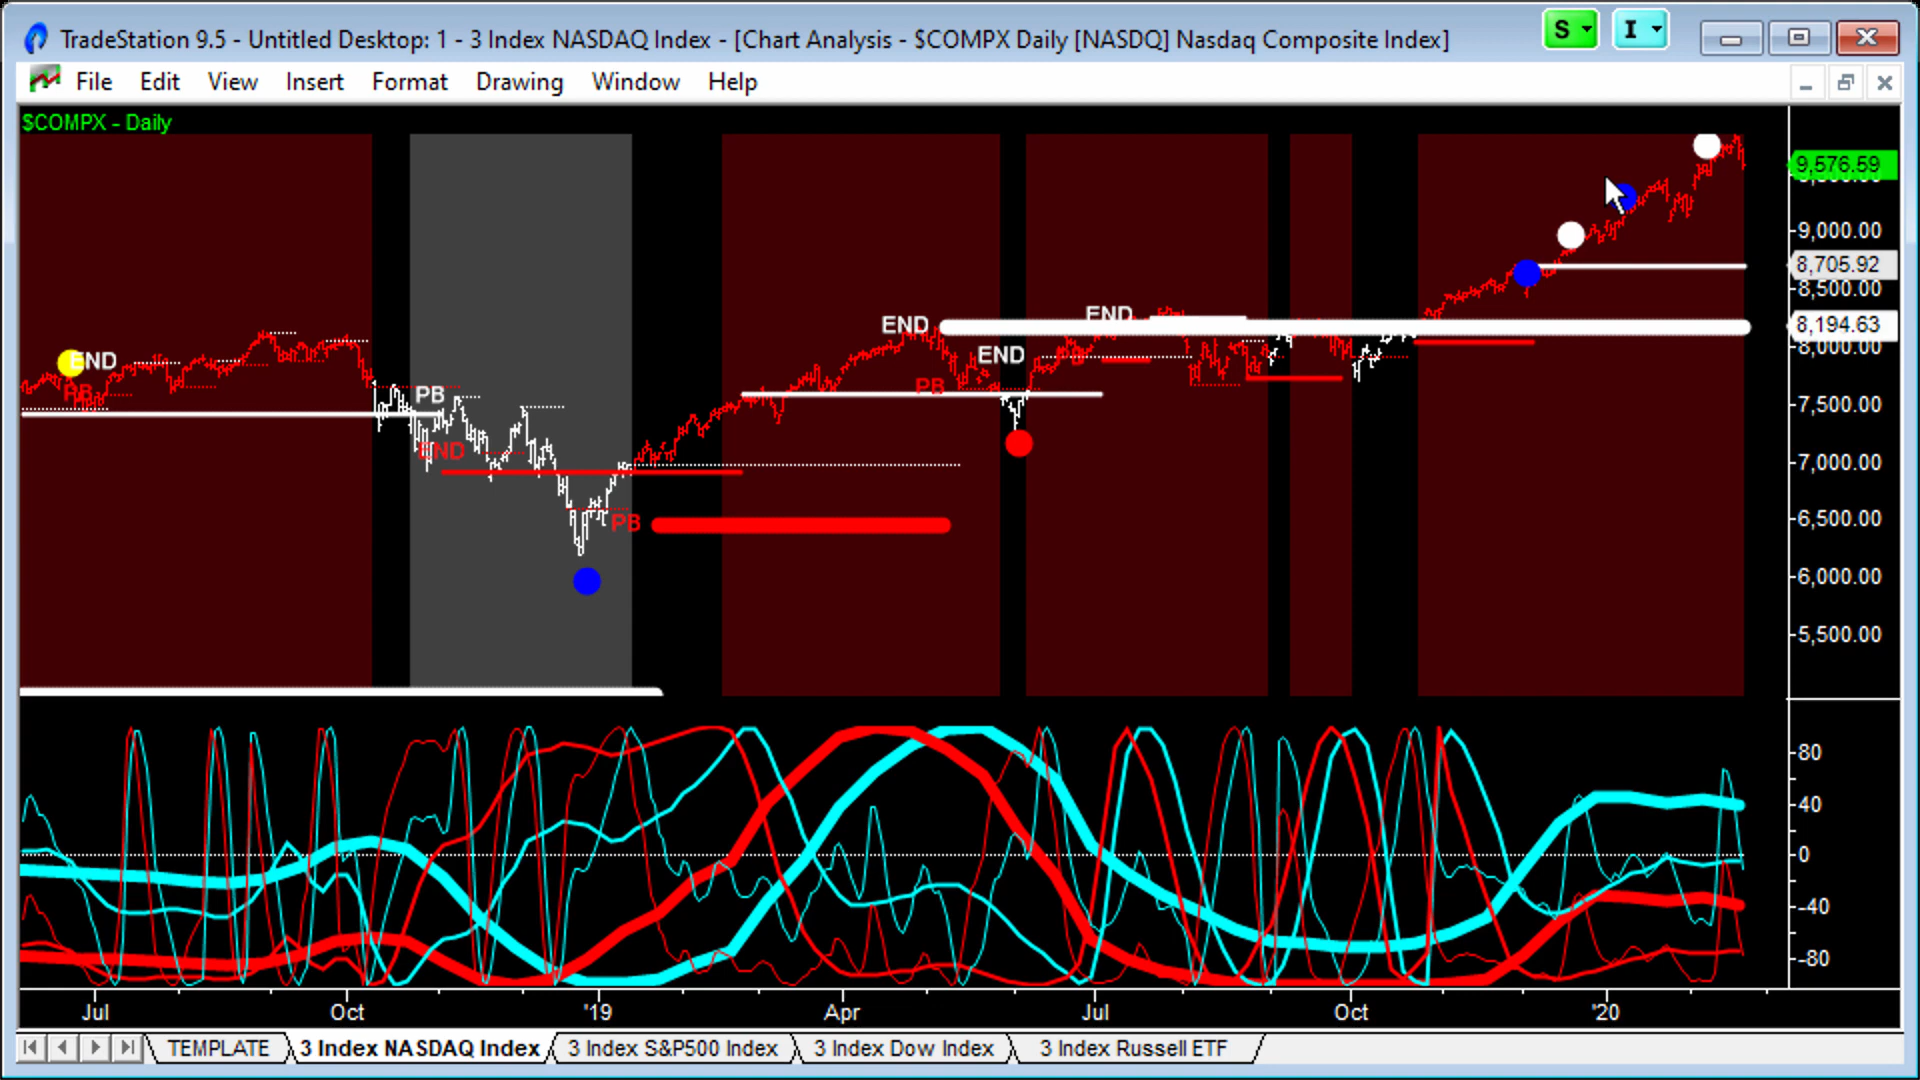 TradeStation 9.5 - Untitled Desktop: 1 - 3 Index NASDAQ Index - [Chart Analysis - $COMPX Daily [NASDQ] Nasdaq Composite Index]
S I
File Edit View Insert Format Drawing Window Help
$COMPX - Daily
9,576.59
9,000.00
8,705.92
8,500.00
8,194.63
8,000.00
7,500.00
7,000.00
6,500.00
6,000.00
5,500.00
END
PB
PB
END
PB
END
PB
END
END
PB
80
40
0
-40
-80
Jul Oct '19 Apr Jul Oct '20
TEMPLATE 3 Index NASDAQ Index 3 Index S&P500 Index 3 Index Dow Index 3 Index Russell ETF